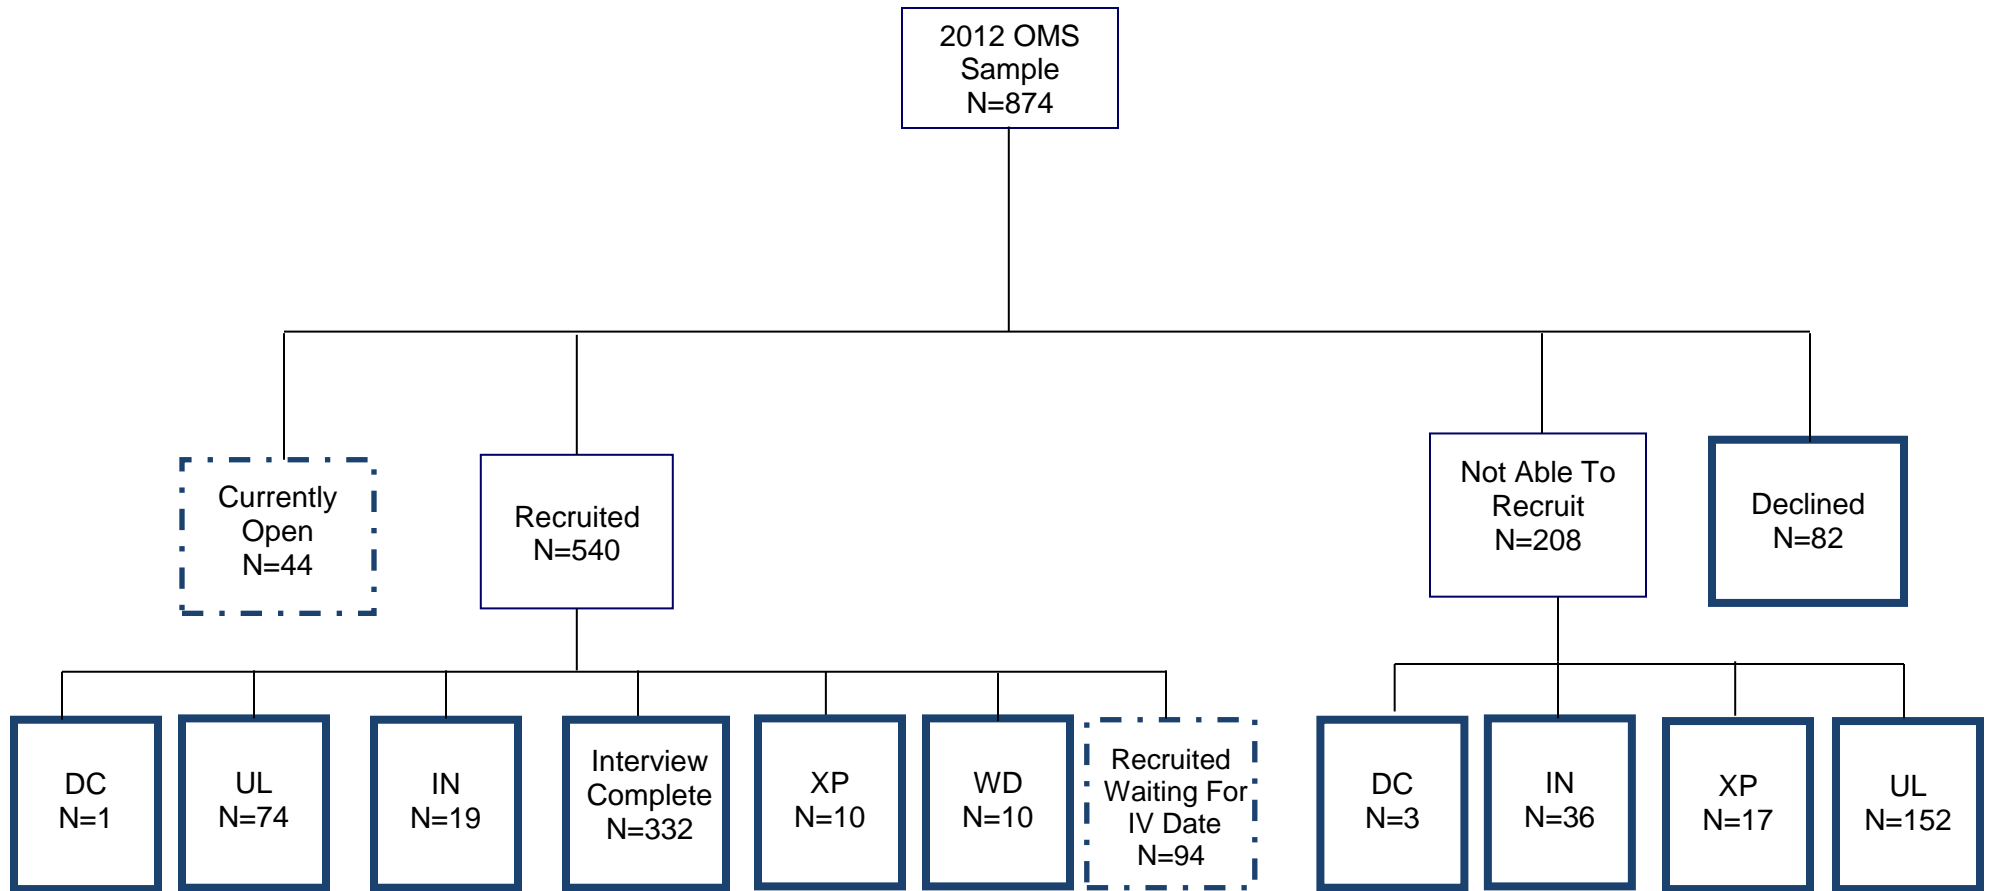 2012 OMS
Sample
N=874
Currently
Open
N=44
Recruited
N=540
Not Able To
Recruit
N=208
Declined
N=82
DC
N=1
UL
N=74
IN
N=19
Interview
Complete
N=332
XP
N=10
WD
N=10
Recruited
Waiting For
IV Date
N=94
DC
N=3
IN
N=36
XP
N=17
UL
N=152